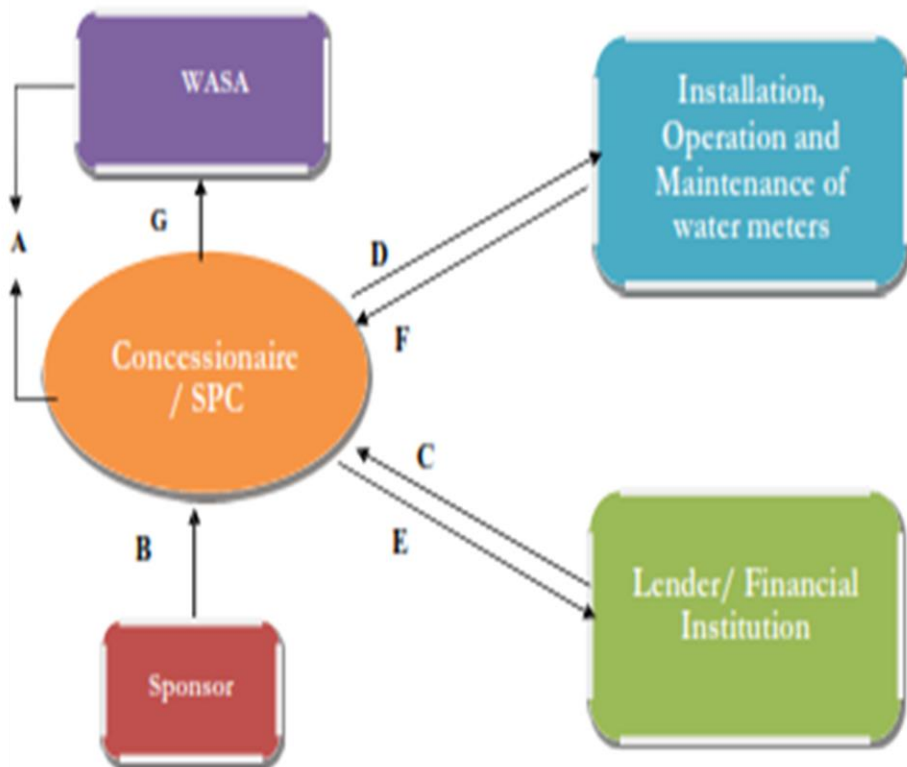 WASA
Installation,
Operation and
Maintenance of
water meters
A
G
D
F
Concessionaire
/ SPC
C
E
B
Lender/ Financial
Institution
Sponsor